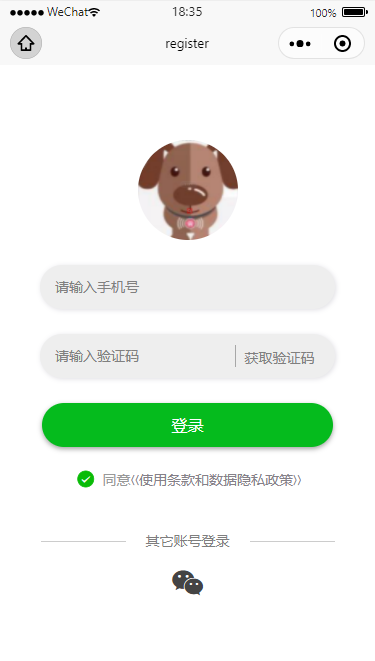 WeChat 18:35 100%
register
请输入手机号
请输入验证码 获取验证码
登录
同意《使用条款和数据隐私政策》
其它账号登录